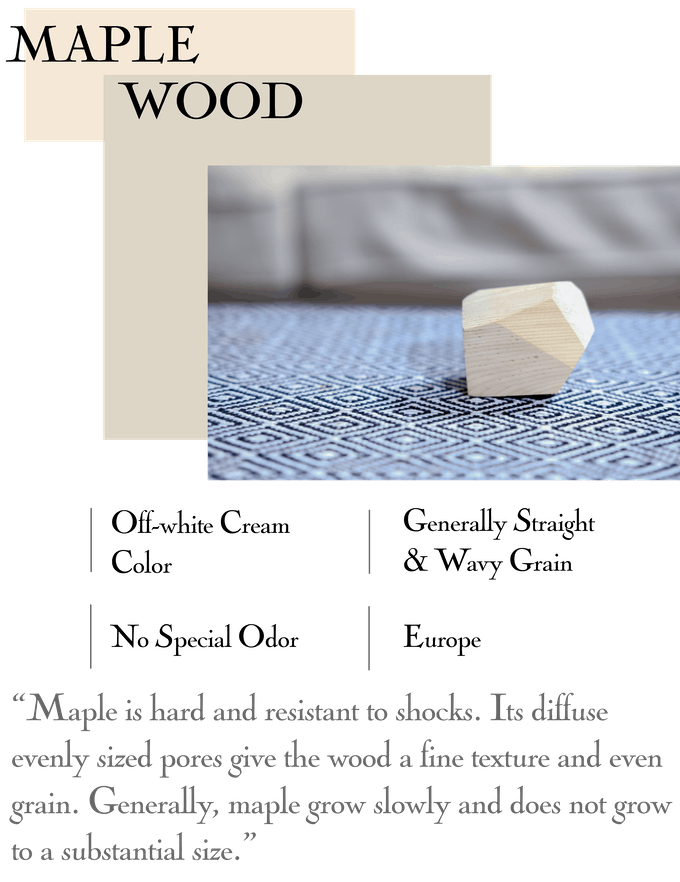 MAPLE
WOOD
Off-white Cream
Color
Generally Straight
& Wavy Grain
No Special Odor
Europe
“Maple is hard and resistant to shocks. Its diffuse
evenly sized pores give the wood a fine texture and even
grain. Generally, maple grow slowly and does not grow
to a substantial size.”